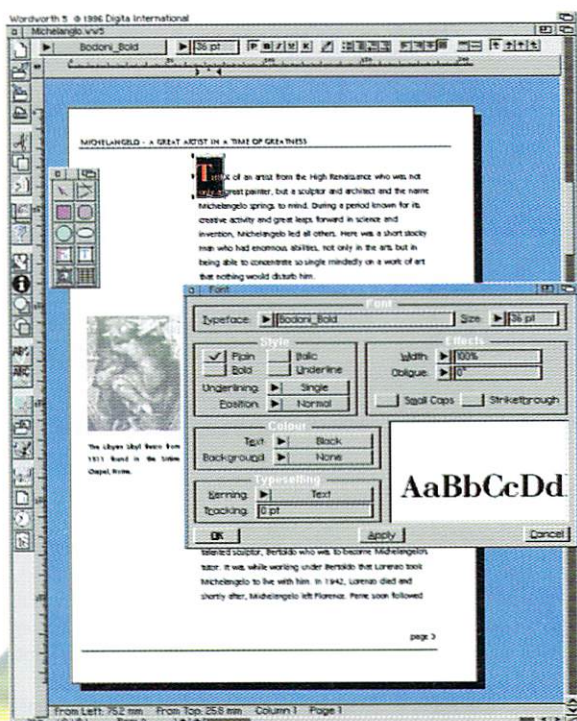 Wordworth 5 © 1996 Digita International
Michelangelo.ww5
Bodoni_Bold 36 pt P B I U K
MICHELANGELO - A GREAT ARTIST IN A TIME OF GREATNESS
of an artist from the High Renaissance who was not
only a great painter, but a sculptor and architect and the name
Michelangelo springs to mind. During a period known for its
creative activity and great leaps forward in science and
invention, Michelangelo led all others. Here was a short stocky
man who had enormous abilities, not only in the arts but in
being able to concentrate so single mindedly on a work of art
that nothing would disturb him.
Font
Font
Typeface: Bodoni_Bold Size: 36 pt
Style
Plain Italic
Bold Underline
Underlining: Single
Position: Normal
Effects
Width: 100%
Oblique: 0°
Small Caps Strikethrough
Colour
Text Black
Background None
Typesetting
Kerning: Text
Tracking: 0 pt
AaBbCcDd
OK Apply Cancel
The Libyan Sibyl from
1511 found in the Sistine
Chapel, Rome.
talented sculptor, Bertoldo who was to become Michelangelo's
tutor. It was while working under Bertoldo that Lorenzo took
Michelangelo to live with him. In 1942, Lorenzo died and
shortly after, Michelangelo left Florence. followed
page 3
From Left: 75.2 mm From Top: 25.8 mm Column 1 Page 1